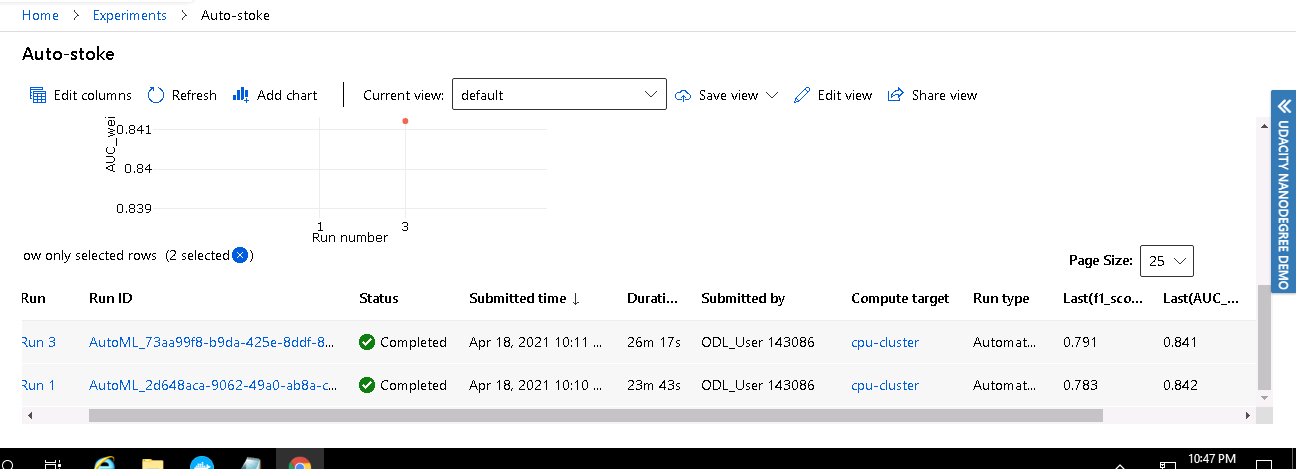 Home > Experiments > Auto-stoke
Auto-stoke
Edit columns Refresh Add chart Current view: default Save view Edit view Share view
AUC_wei
0.841
0.84
0.839
1 3
Run number
ow only selected rows (2 selected)
Page Size: 25
Run Run ID Status Submitted time ↓ Durati... Submitted by Compute target Run type Last(f1_sco... Last(AUC_...
Run 3 AutoML_73aa99f8-b9da-425e-8ddf-8... Completed Apr 18, 2021 10:11 ... 26m 17s ODL_User 143086 cpu-cluster Automat... 0.791 0.841
Run 1 AutoML_2d648aca-9062-49a0-ab8a-c... Completed Apr 18, 2021 10:10 ... 23m 43s ODL_User 143086 cpu-cluster Automat... 0.783 0.842
UDACITY NANODEGREE DEMO
10:47 PM